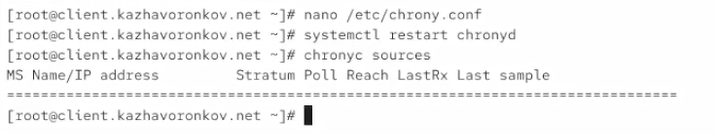 [root@client.kazhavoronkov.net ~]# nano /etc/chrony.conf
[root@client.kazhavoronkov.net ~]# systemctl restart chronyd
[root@client.kazhavoronkov.net ~]# chronyc sources
MS Name/IP address         Stratum Poll Reach LastRx Last sample
===============================================================================
[root@client.kazhavoronkov.net ~]#